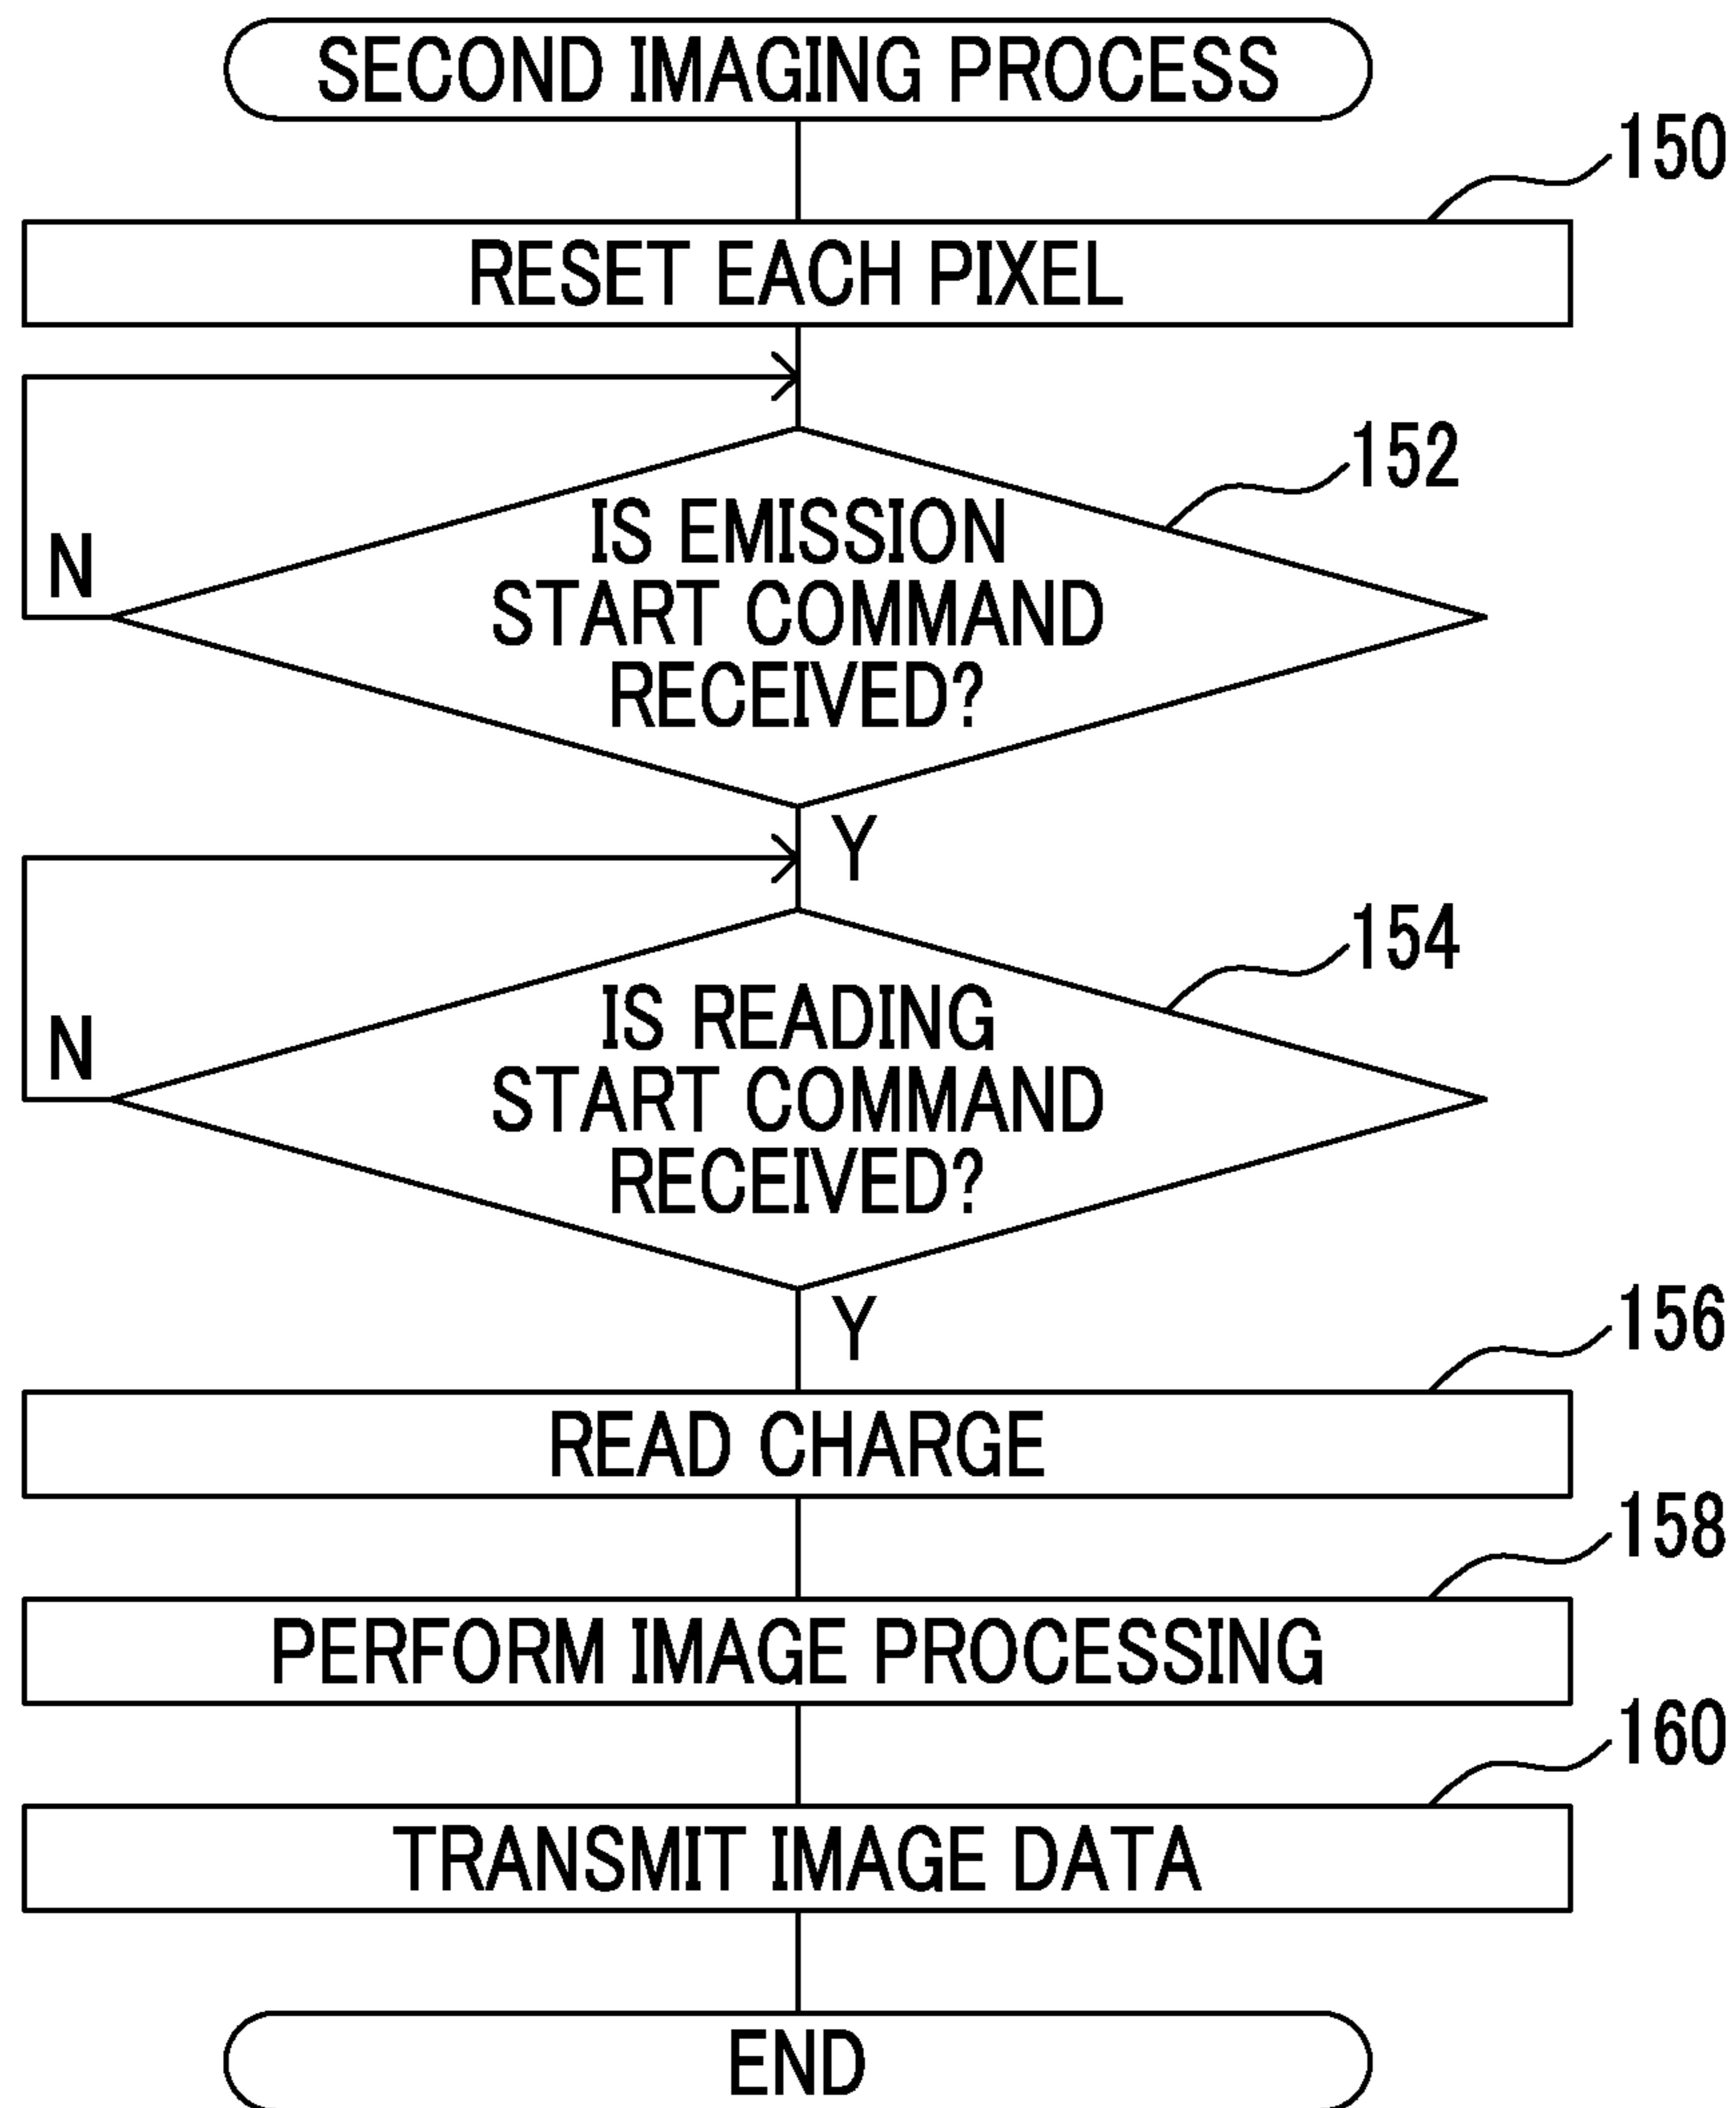 SECOND IMAGING PROCESS
150
RESET EACH PIXEL
152
IS EMISSION
START COMMAND
RECEIVED?
N
Y
154
IS READING
START COMMAND
RECEIVED?
N
Y
156
READ CHARGE
158
PERFORM IMAGE PROCESSING
160
TRANSMIT IMAGE DATA
END